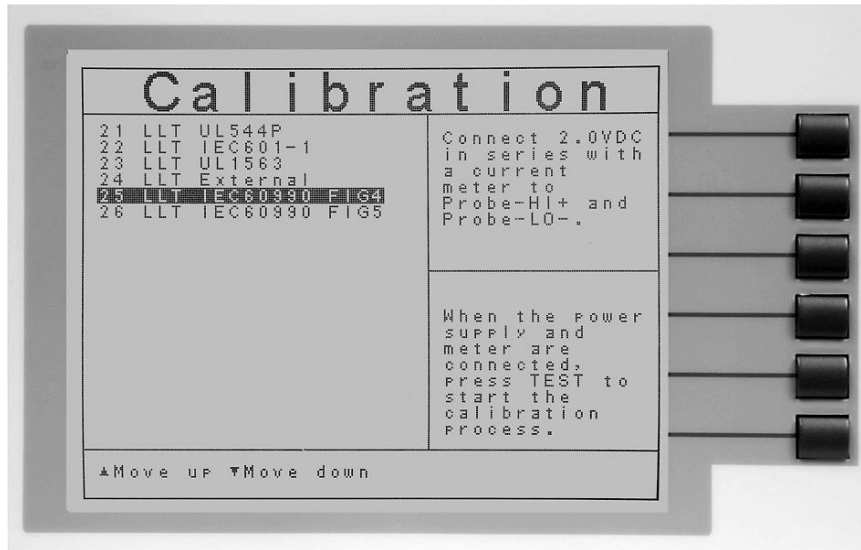 Calibration
21 LLT UL544P
22 LLT IEC601-1
23 LLT UL1563
24 LLT External
25 LLT IEC60990 FIG4
26 LLT IEC60990 FIG5
Connect 2.0VDC
in series with
a current
meter to
Probe-HI+ and
Probe-LO-.
When the power
supply and
meter are
connected,
press TEST to
start the
calibration
process.
▲Move up ▼Move down